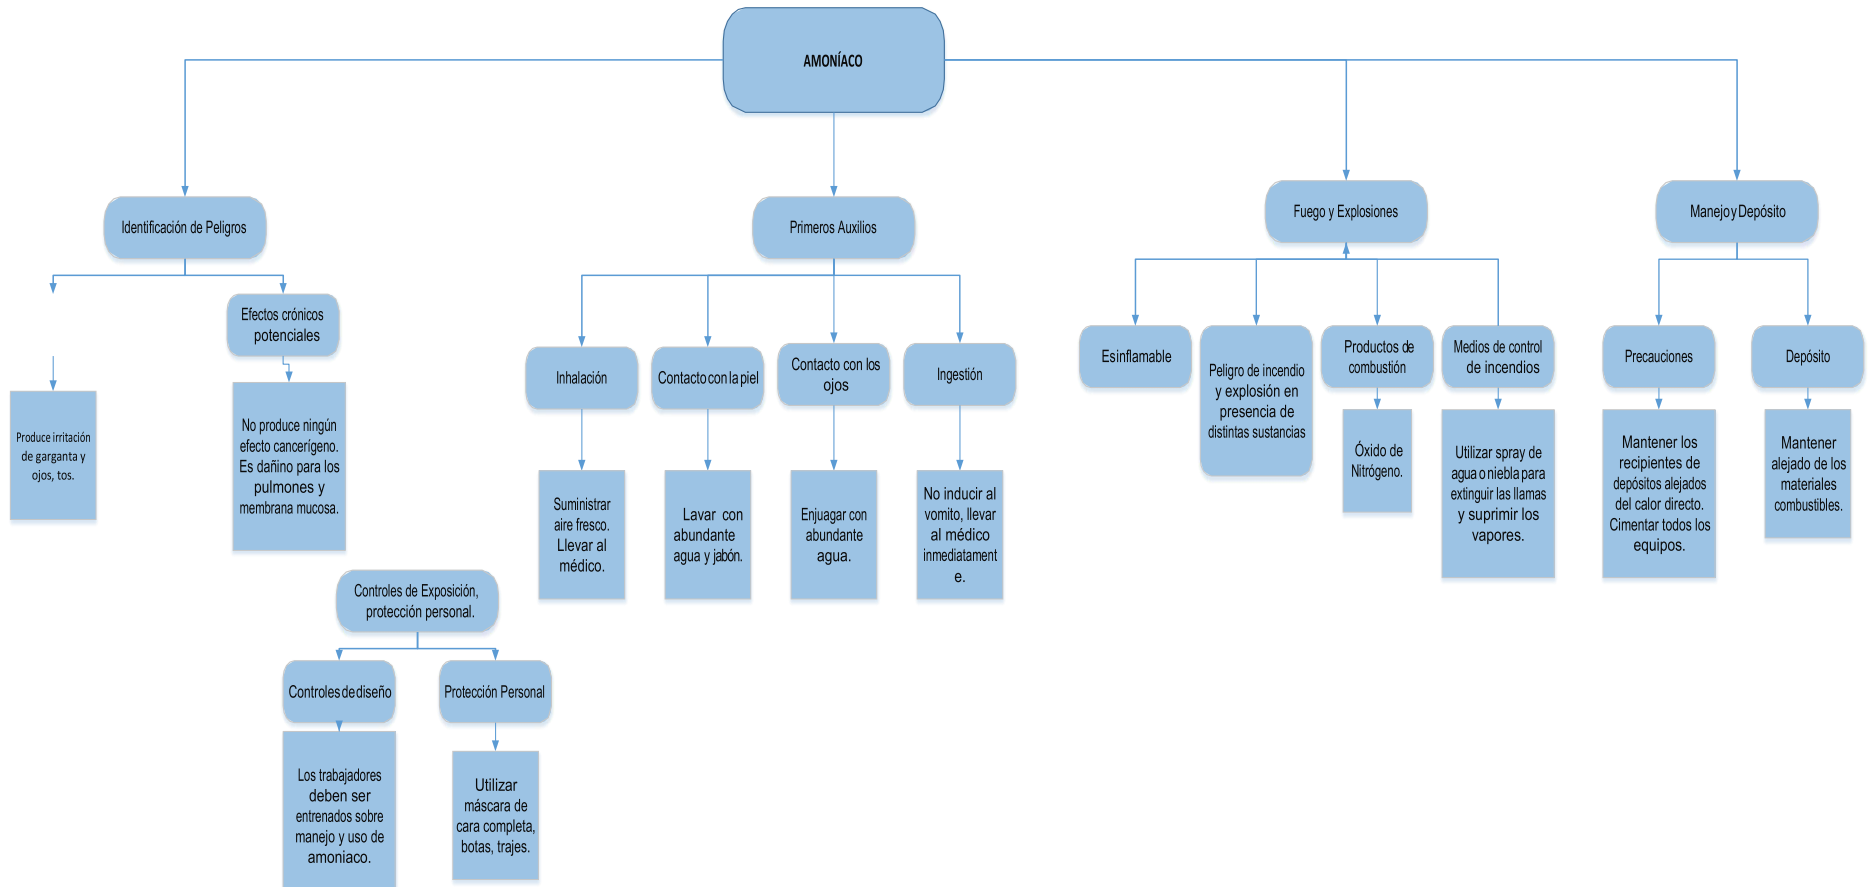 AMONÍACO
Identificación de Peligros
Primeros Auxilios
Fuego y Explosiones
Manejo y Depósito
Efectos crónicos
potenciales
Produce irritación
de garganta y
ojos, tos.
No produce ningún
efecto cancerígeno.
Es dañino para los
pulmones y
membrana mucosa.
Inhalación
Contacto con la piel
Contacto con los
ojos
Ingestión
Suministrar
aire fresco.
Llevar al
médico.
Lavar con
abundante
agua y jabón.
Enjuagar con
abundante
agua.
No inducir al
vomito, llevar
al médico
inmediatament
e.
Es inflamable
Peligro de incendio
y explosión en
presencia de
distintas sustancias
Productos de
combustión
Medios de control
de incendios
Óxido de
Nitrógeno.
Utilizar spray de
agua o niebla para
extinguir las llamas
y suprimir los
vapores.
Precauciones
Depósito
Mantener los
recipientes de
depósitos alejados
del calor directo.
Cimentar todos los
equipos.
Mantener
alejado de los
materiales
combustibles.
Controles de Exposición,
protección personal.
Controles de diseño
Protección Personal
Los trabajadores
deben ser
entrenados sobre
manejo y uso de
amoniaco.
Utilizar
máscara de
cara completa,
botas, trajes.